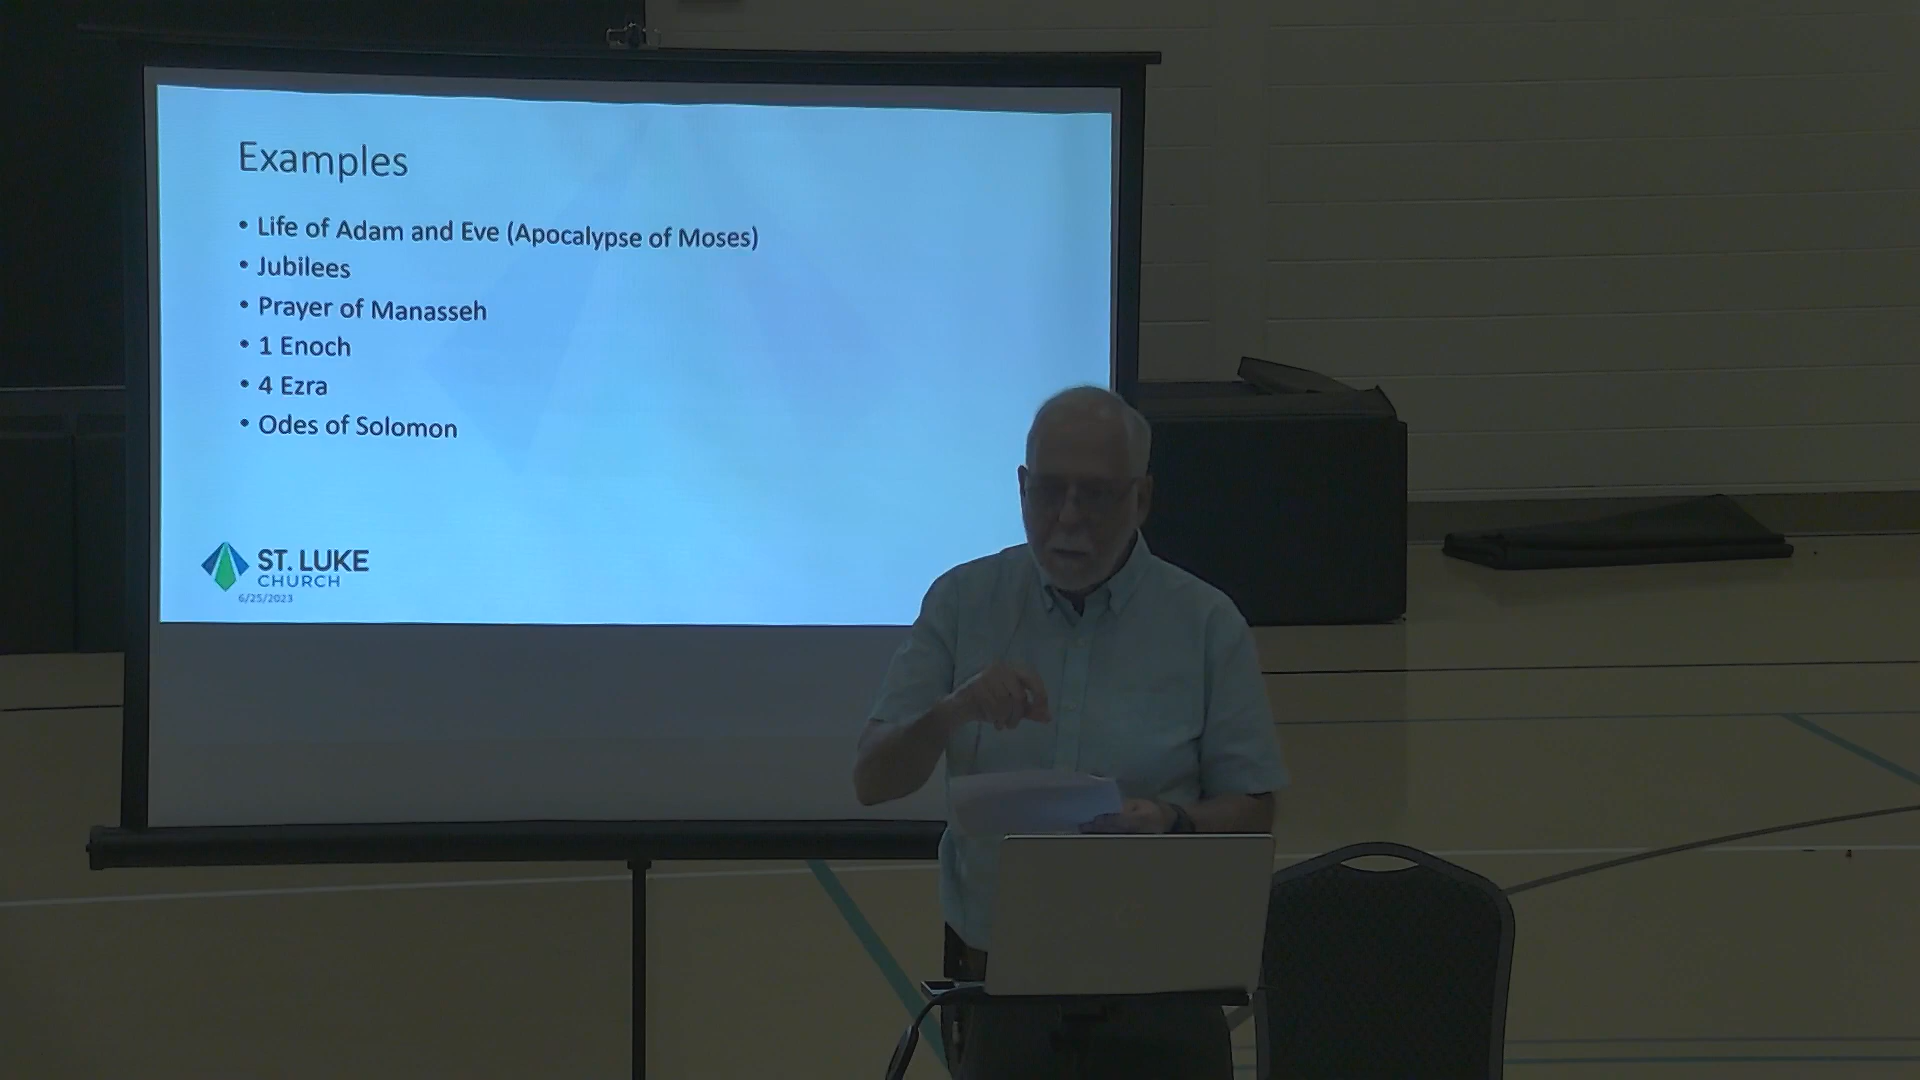 Examples
• Life of Adam and Eve (Apocalypse of Moses)
• Jubilees
• Prayer of Manasseh
• 1 Enoch
• 4 Ezra
• Odes of Solomon
ST. LUKE
CHURCH
6/25/2023